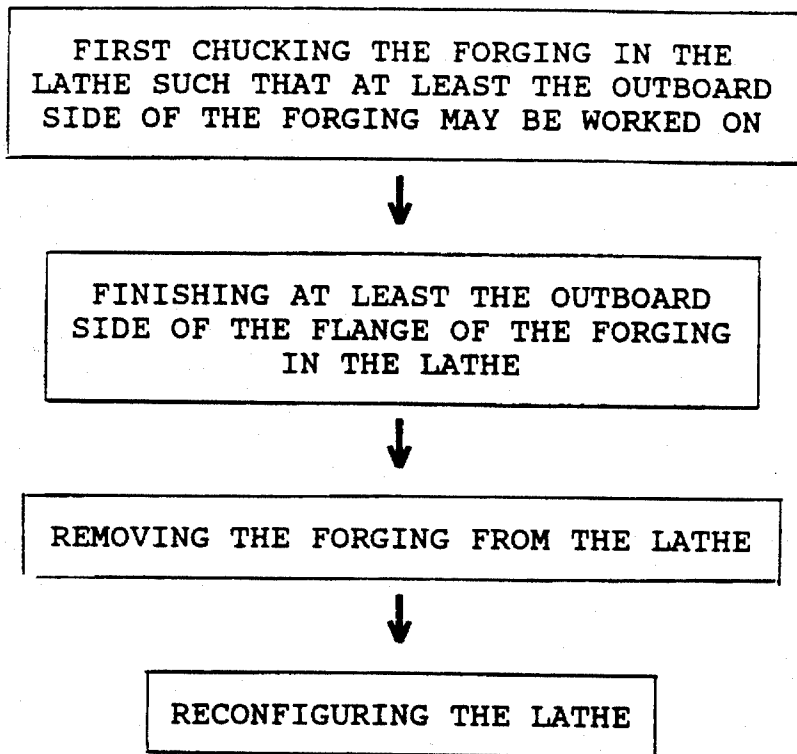 FIRST CHUCKING THE FORGING IN THE
LATHE SUCH THAT AT LEAST THE OUTBOARD
SIDE OF THE FORGING MAY BE WORKED ON
FINISHING AT LEAST THE OUTBOARD
SIDE OF THE FLANGE OF THE FORGING
IN THE LATHE
REMOVING THE FORGING FROM THE LATHE
RECONFIGURING THE LATHE